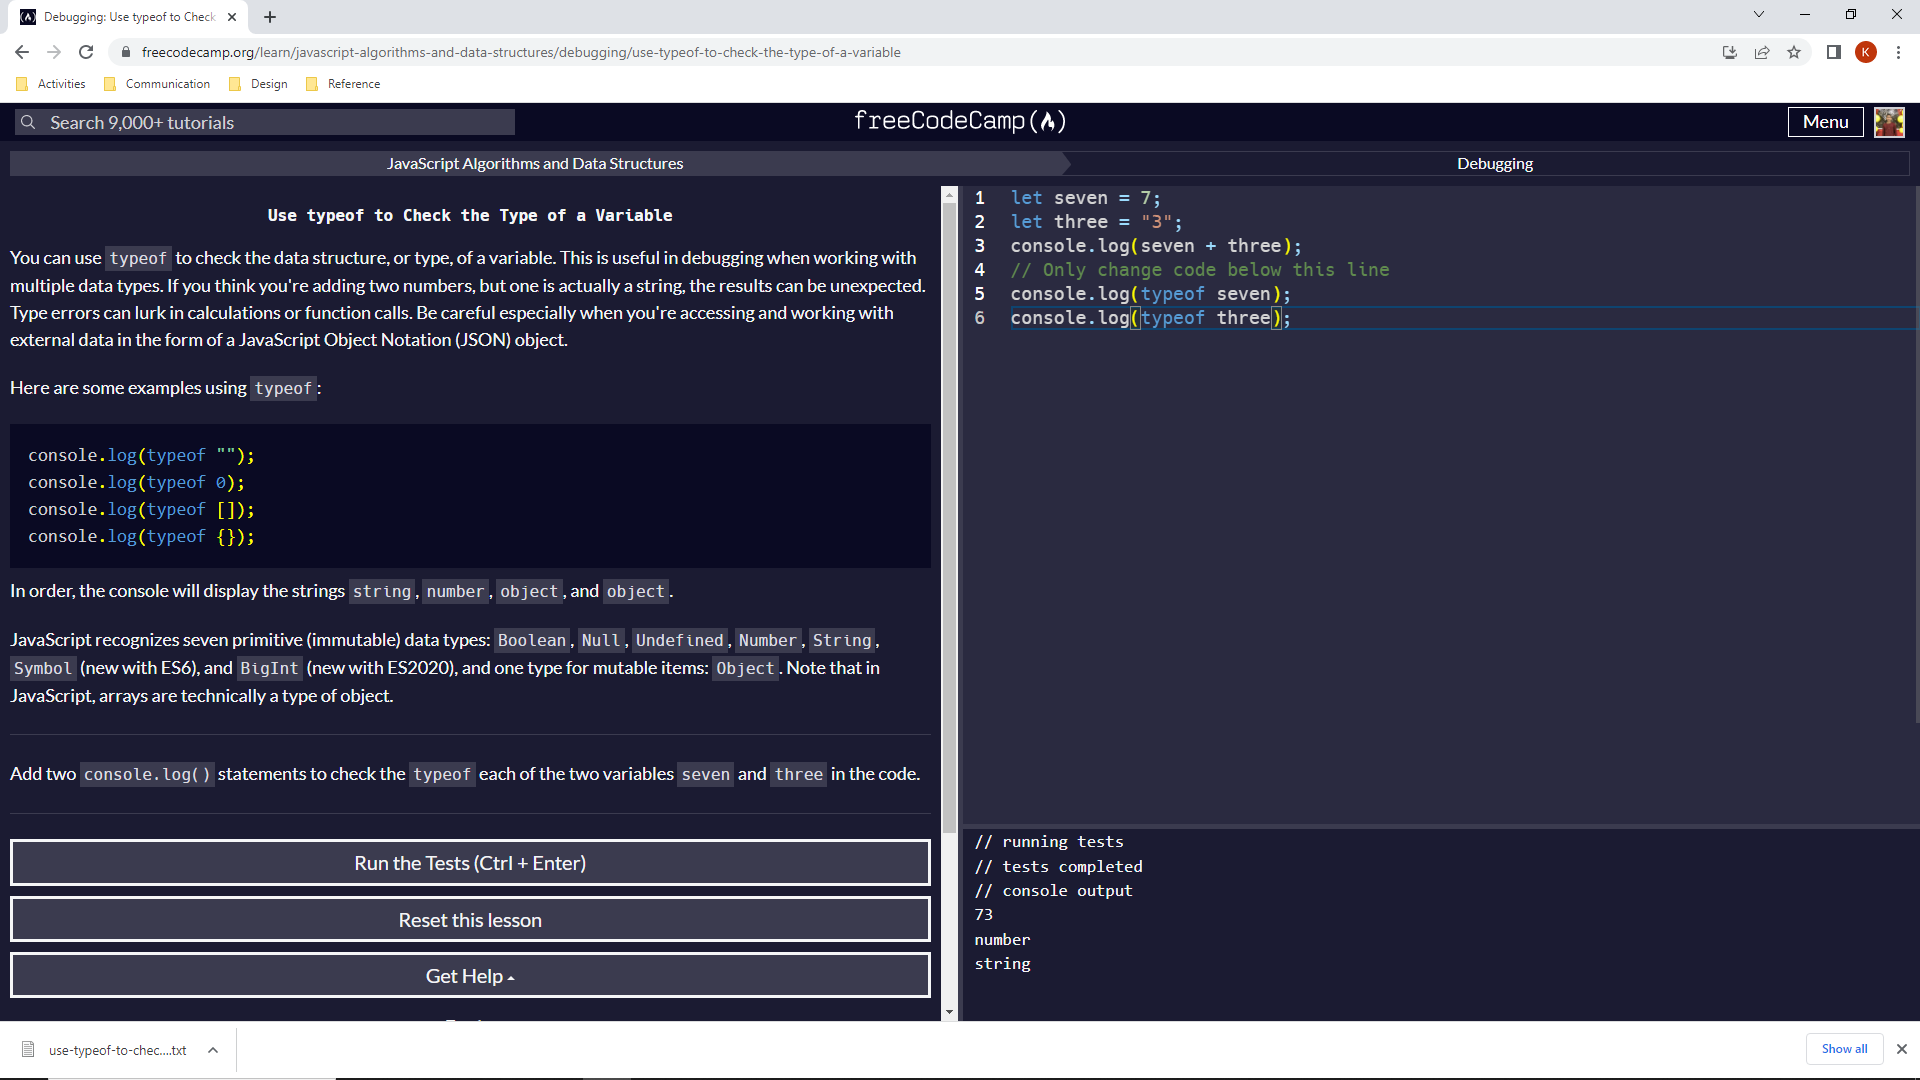 Debugging: Use typeof to Check
freecodecamp.org/learn/javascript-algorithms-and-data-structures/debugging/use-typeof-to-check-the-type-of-a-variable
K
Activities
Communication
Design
Reference
Search 9,000+ tutorials
freeCodeCamp
Menu
JavaScript Algorithms and Data Structures
Debugging
Use typeof to Check the Type of a Variable
You can use typeof to check the data structure, or type, of a variable. This is useful in debugging when working with
multiple data types. If you think you're adding two numbers, but one is actually a string, the results can be unexpected.
Type errors can lurk in calculations or function calls. Be careful especially when you're accessing and working with
external data in the form of a JavaScript Object Notation (JSON) object.
Here are some examples using typeof:
console.log(typeof "");
console.log(typeof 0);
console.log(typeof []);
console.log(typeof {});
In order, the console will display the strings string, number, object, and object.
JavaScript recognizes seven primitive (immutable) data types: Boolean, Null, Undefined, Number, String,
Symbol (new with ES6), and BigInt (new with ES2020), and one type for mutable items: Object. Note that in
JavaScript, arrays are technically a type of object.
Add two console.log() statements to check the typeof each of the two variables seven and three in the code.
Run the Tests (Ctrl + Enter)
Reset this lesson
Get Help
1 let seven = 7;
2 let three = "3";
3 console.log(seven + three);
4 // Only change code below this line
5 console.log(typeof seven);
6 console.log(typeof three);
// running tests
// tests completed
// console output
73
number
string
use-typeof-to-chec....txt
Show all